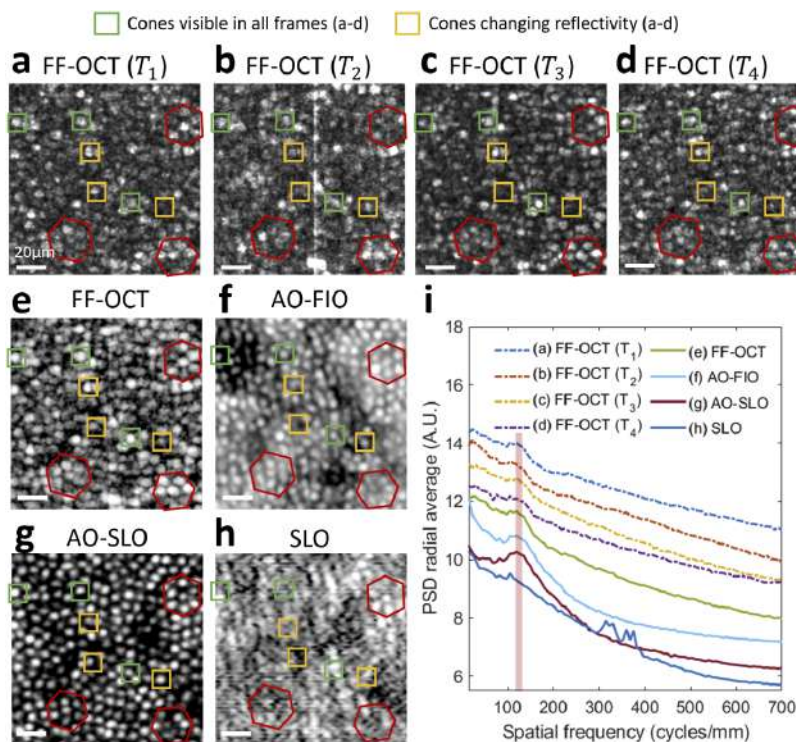 Cones visible in all frames (a-d) Cones changing reflectivity (a-d)
a FF-OCT (T₁) b FF-OCT (T₂) c FF-OCT (T₃) d FF-OCT (T₄)
20μm
e FF-OCT f AO-FIO i
g AO-SLO h SLO
18
16
14
12
10
8
6
PSD radial average (A.U.)
(a) FF-OCT (T₁) (e) FF-OCT
(b) FF-OCT (T₂) (f) AO-FIO
(c) FF-OCT (T₃) (g) AO-SLO
(d) FF-OCT (T₄) (h) SLO
100 200 300 400 500 600 700
Spatial frequency (cycles/mm)